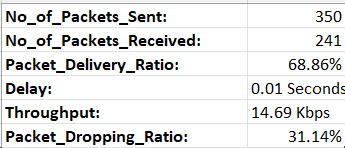 No_of_Packets_Sent: 350
No_of_Packets_Received: 241
Packet_Delivery_Ratio: 68.86%
Delay: 0.01 Seconds
Throughput: 14.69 Kbps
Packet_Dropping_Ratio: 31.14%